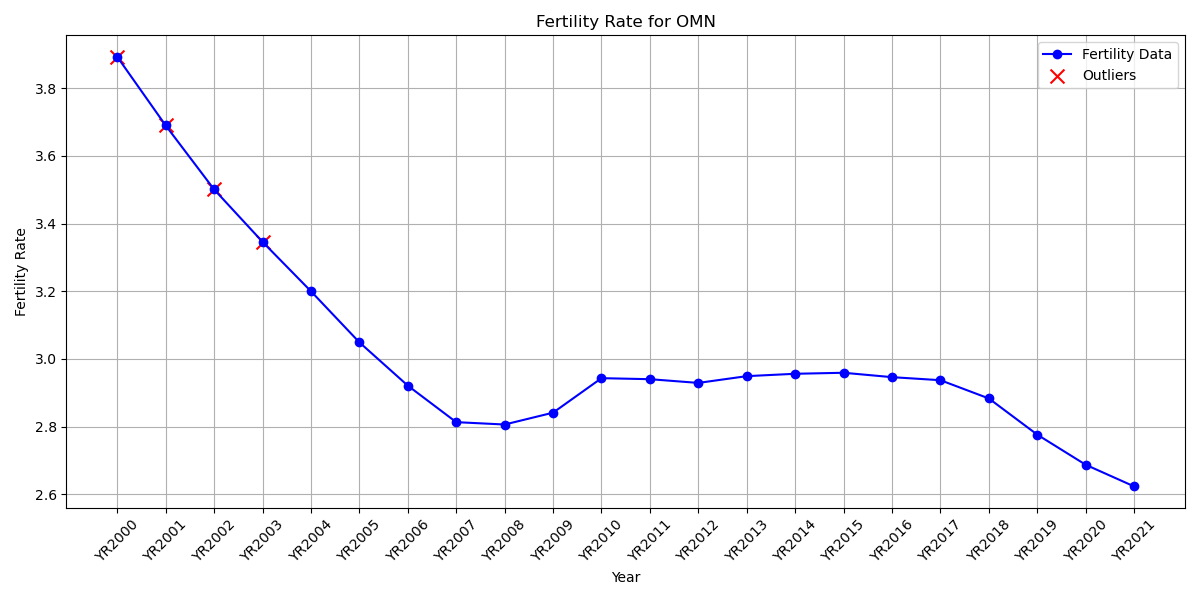 Fertility Rate for OMN
Fertility Data
Outliers
Fertility Rate
3.8
3.6
3.4
3.2
3.0
2.8
2.6
YR2000
YR2001
YR2002
YR2003
YR2004
YR2005
YR2006
YR2007
YR2008
YR2009
YR2010
YR2011
YR2012
YR2013
YR2014
YR2015
YR2016
YR2017
YR2018
YR2019
YR2020
YR2021
Year